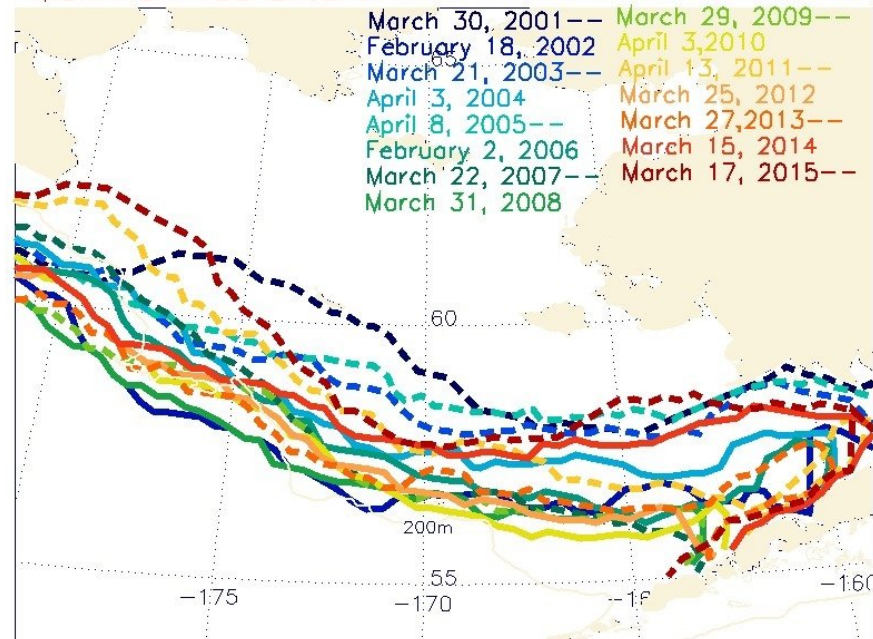 March 30, 2001--
February 18, 2002
March 21, 2003--
April 3, 2004
April 8, 2005--
February 2, 2006
March 22, 2007--
March 31, 2008
March 29, 2009--
April 3,2010
April 13, 2011--
March 25, 2012
March 27,2013--
March 15, 2014
March 17, 2015--
65
60
200m
55
-175
-170
-160